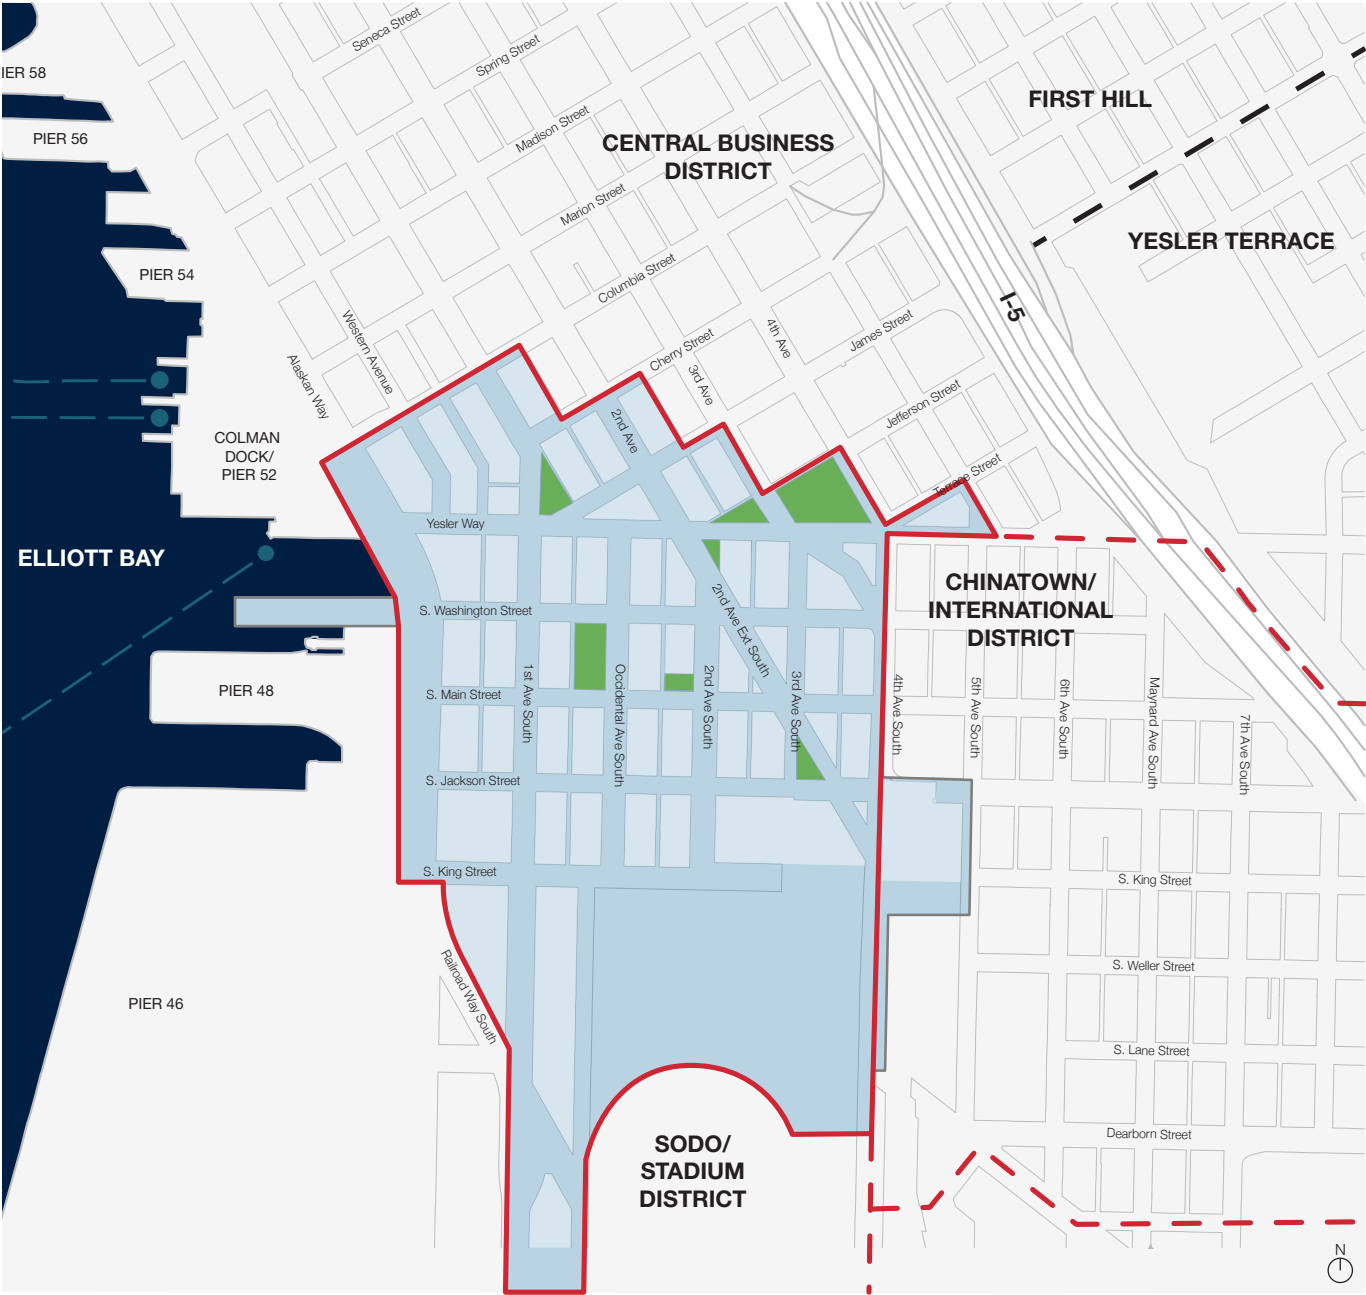 Seneca Street
Spring Street
IER 58
FIRST HILL
Madison Street
PIER 56
CENTRAL BUSINESS
DISTRICT
Marion Street
YESLER TERRACE
PIER 54
Columbia Street
I-5
Western Avenue
4th Ave
James Street
Cherry Street
Alaskan Way
3rd Ave
Jefferson Street
2nd Ave
COLMAN
DOCK/
PIER 52
Terrace Street
Yesler Way
ELLIOTT BAY
CHINATOWN/
INTERNATIONAL
DISTRICT
S. Washington Street
2nd Ave Ext South
PIER 48
S. Main Street
1st Ave South
Occidental Ave South
2nd Ave South
3rd Ave South
4th Ave South
5th Ave South
6th Ave South
Maynard Ave South
7th Ave South
S. Jackson Street
S. King Street
S. King Street
Railroad Way South
S. Weller Street
PIER 46
S. Lane Street
SODO/
STADIUM
DISTRICT
Dearborn Street
N